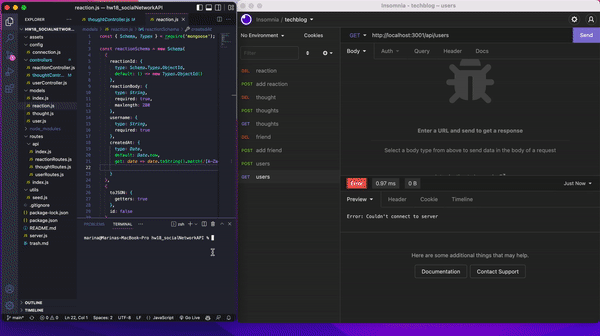 reaction.js — hw18_socialNetworkAPI
thoughtController.js
reaction.js
assets
config
connection.js
controllers
reactionController.js
thoughtController.js
userController.js
models
index.js
reaction.js
thought.js
user.js
node_modules
routes
api
index.js
reactionRoutes.js
thoughtRoutes.js
userRoutes.js
index.js
utils
seed.js
.gitignore
package-lock.json
package.json
README.md
server.js
trash.md
OUTLINE
TIMELINE
const { Schema, Types } = require('mongoose');
const reactionSchema = new Schema(
{
reactionId: {
type: Schema.Types.ObjectId,
default: () => new Types.ObjectId()
},
reactionBody: {
type: String,
required: true,
maxlength: 280
},
username: {
type: String,
required: true
},
createdAt: {
type: Date,
default: Date.now,
get: date => date.toString().match(
}
},
{
toJSON: {
getters: true
},
id: false
PROBLEMS
TERMINAL
zsh
marina@Marinas-MacBook-Pro hw18_socialNetworkAPI %
Ln 22, Col 1
Spaces: 2
UTF-8
LF
{} JavaScript
Go Live
Insomnia — techblog – users
Insomnia / techblog
No Environment
Cookies
Filter
DEL reaction
POST add reaction
DEL thought
POST thoughts
GET thoughts
DEL friend
POST add friend
POST users
GET users
GET http://localhost:3001/api/users
Send
Body
Auth
Query
Header
Docs
Enter a URL and send to get a response
Select a body type from above to send data in the body of a request
Error
0.97 ms
0 B
Just Now
Preview
Header
Cookie
Timeline
Error: Couldn't connect to server
Here are some additional things that may help.
Documentation
Contact Support